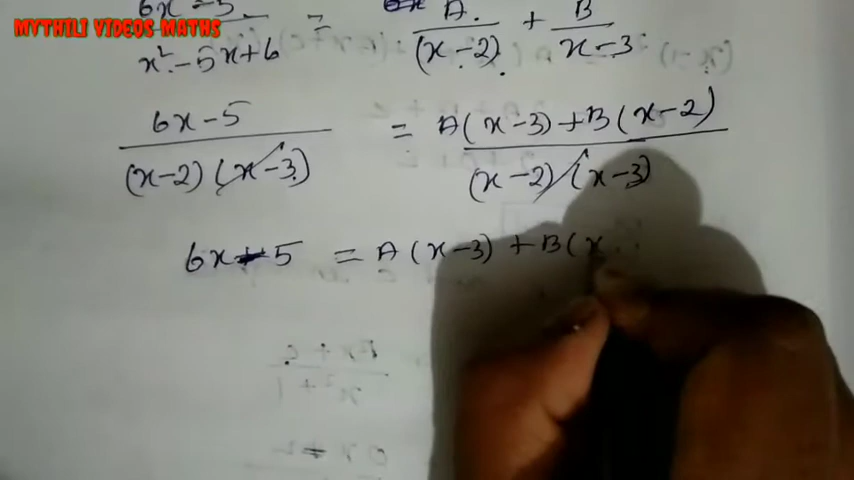 MYTHILI VIDEOS MATHS
6x - 5 / x² - 5x + 6 = A / (x - 2) + B / x - 3
6x - 5 / (x - 2) (x - 3) = A (x - 3) + B (x - 2) / (x - 2) (x - 3)
6x - 5 = A (x - 3) + B (x